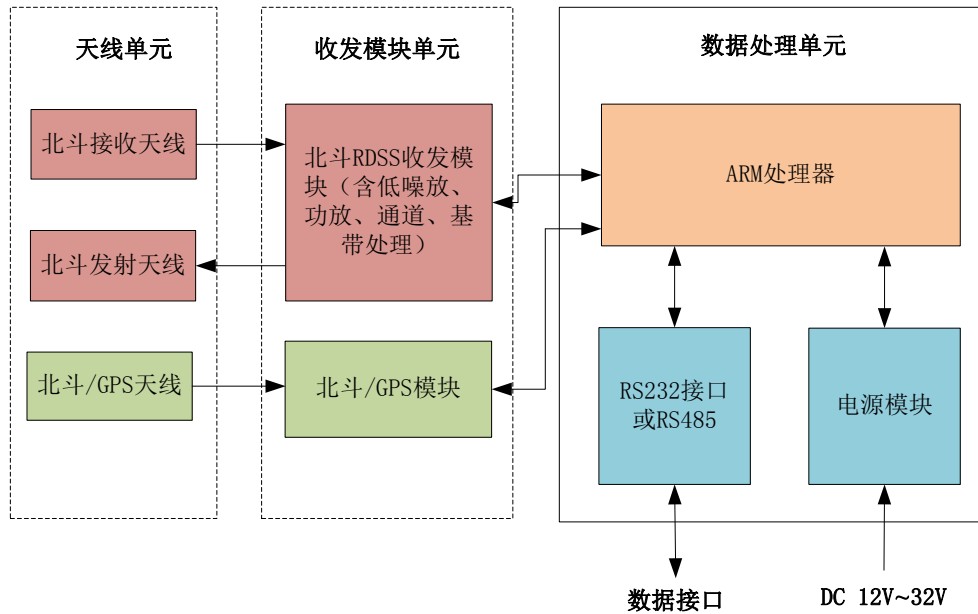 天线单元
收发模块单元
数据处理单元
北斗接收天线
北斗发射天线
北斗/GPS天线
北斗RDSS收发模
块（含低噪放、
功放、通道、基
带处理）
北斗/GPS模块
ARM处理器
RS232接口
或RS485
电源模块
数据接口
DC 12V~32V